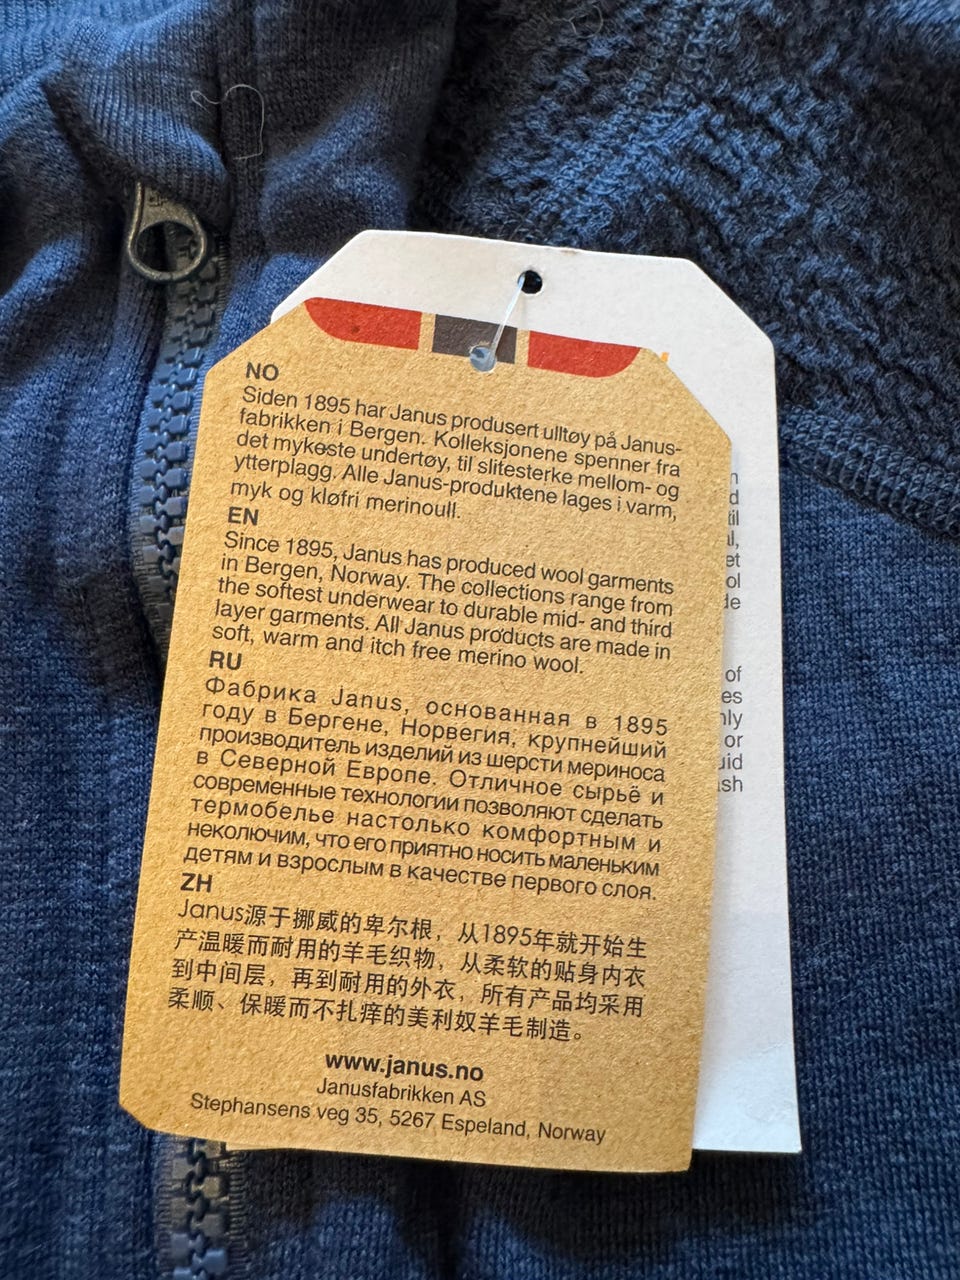 NO
Siden 1895 har Janus produsert ulltøy på Janus-
fabrikken i Bergen. Kolleksjonene spenner fra
det mykeste undertøy, til slitesterke mellom- og
ytterplagg. Alle Janus-produktene lages i varm,
myk og kløfri merinoull.
EN
Since 1895, Janus has produced wool garments
in Bergen, Norway. The collections range from
the softest underwear to durable mid- and third
layer garments. All Janus products are made in
soft, warm and itch free merino wool.
RU
Фабрика Janus, основанная в 1895
году в Бергене, Норвегия, крупнейший
производитель изделий из шерсти мериноса
в Северной Европе. Отличное сырьё и
современные технологии позволяют сделать
термобелье настолько комфортным и
неколючим, что его приятно носить маленьким
детям и взрослым в качестве первого слоя.
ZH
Janus源于挪威的卑尔根，从1895年就开始生
产温暖而耐用的羊毛织物，从柔软的贴身内衣
到中间层，再到耐用的外衣，所有产品均采用
柔顺、保暖而不扎痒的美利奴羊毛制造。
www.janus.no
Janusfabrikken AS
Stephansens veg 35, 5267 Espeland, Norway
of
or